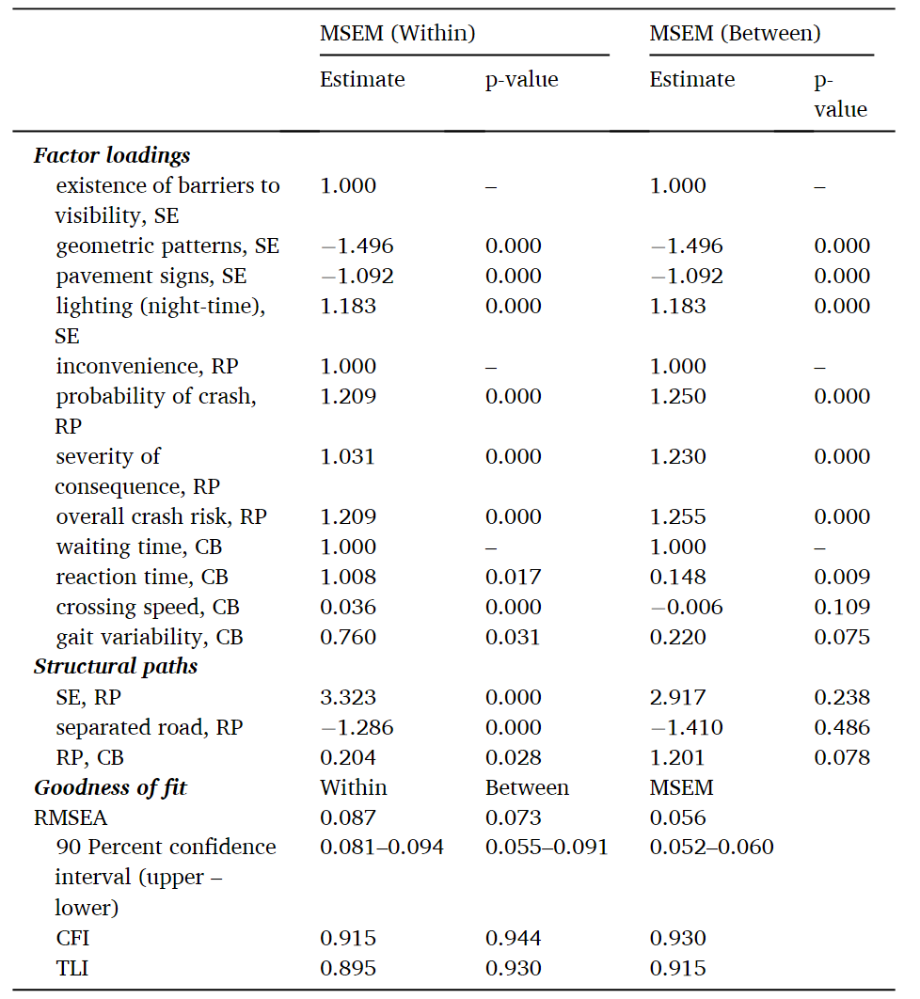 MSEM (Within) MSEM (Between)
Estimate p-value Estimate p-
value
Factor loadings
existence of barriers to 1.000 – 1.000 –
visibility, SE
geometric patterns, SE −1.496 0.000 −1.496 0.000
pavement signs, SE −1.092 0.000 −1.092 0.000
lighting (night-time), 1.183 0.000 1.183 0.000
SE
inconvenience, RP 1.000 – 1.000 –
probability of crash, 1.209 0.000 1.250 0.000
RP
severity of 1.031 0.000 1.230 0.000
consequence, RP
overall crash risk, RP 1.209 0.000 1.255 0.000
waiting time, CB 1.000 – 1.000 –
reaction time, CB 1.008 0.017 0.148 0.009
crossing speed, CB 0.036 0.000 −0.006 0.109
gait variability, CB 0.760 0.031 0.220 0.075
Structural paths
SE, RP 3.323 0.000 2.917 0.238
separated road, RP −1.286 0.000 −1.410 0.486
RP, CB 0.204 0.028 1.201 0.078
Goodness of fit Within Between MSEM
RMSEA 0.087 0.073 0.056
90 Percent confidence 0.081–0.094 0.055–0.091 0.052–0.060
interval (upper –
lower)
CFI 0.915 0.944 0.930
TLI 0.895 0.930 0.915